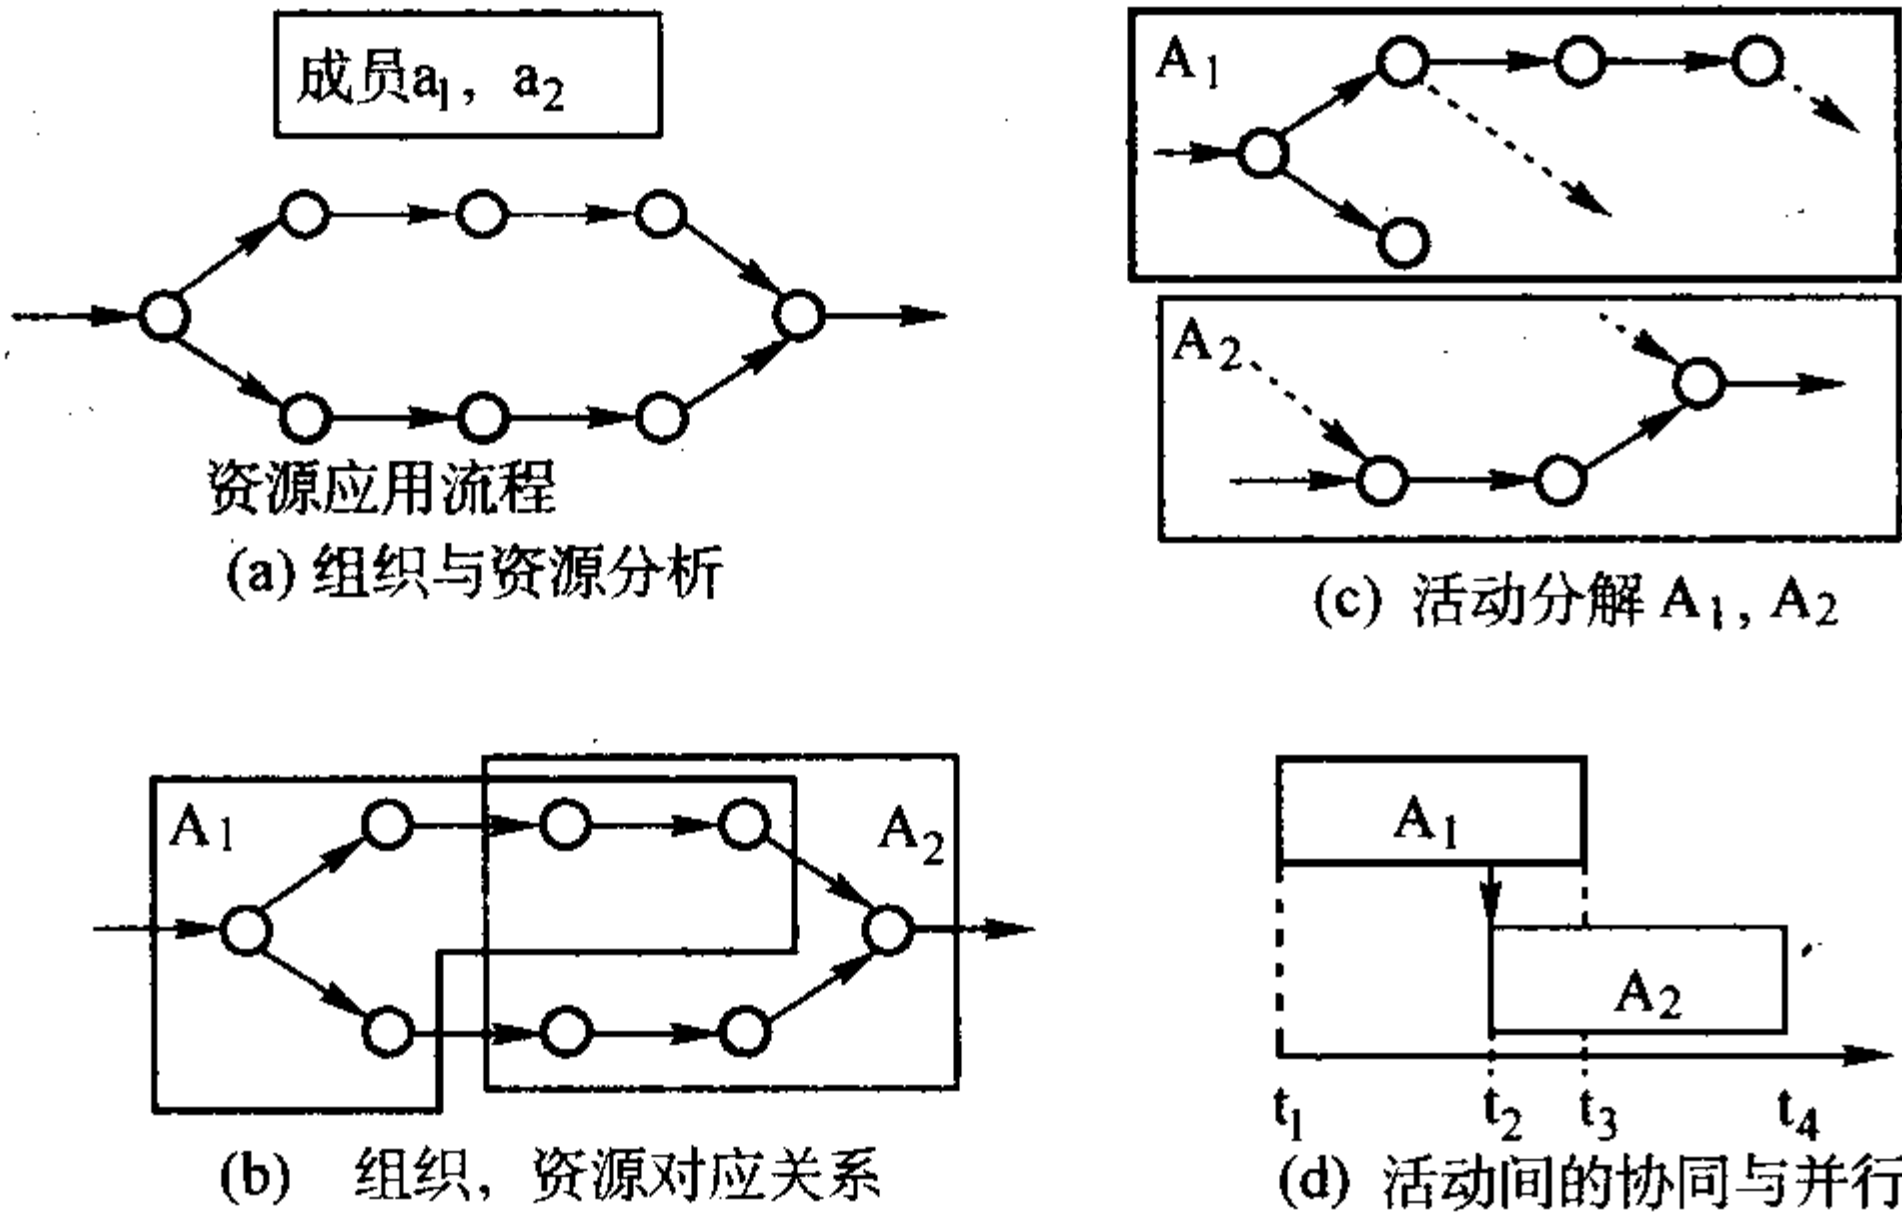 成员a1，a2
资源应用流程
(a) 组织与资源分析
A1
A2
(c) 活动分解 A1, A2
A1
A2
(b) 组织，资源对应关系
A1
A2
t1 t2 t3 t4
(d) 活动间的协同与并行